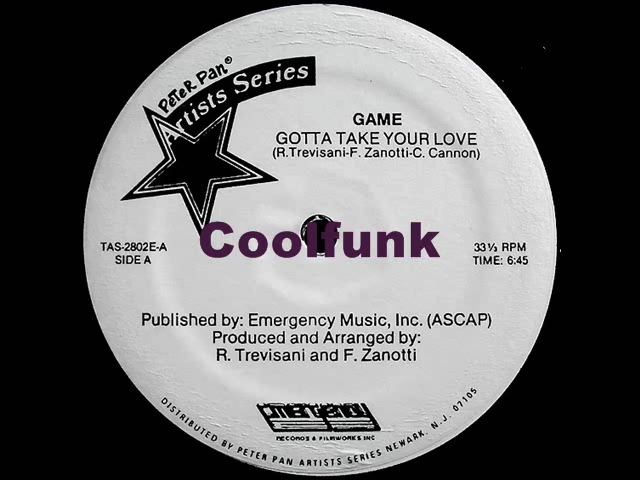 Peter Pan®
Artists Series
GAME
GOTTA TAKE YOUR LOVE
(R.Trevisani-F. Zanotti-C. Cannon)
TAS-2802E-A
SIDE A
Coolfunk
33⅓ RPM
TIME: 6:45
Published by: Emergency Music, Inc. (ASCAP)
Produced and Arranged by:
R. Trevisani and F. Zanotti
Emergency
RECORDS & FILMWORKS INC
DISTRIBUTED BY PETER PAN ARTISTS SERIES NEWARK, N.J. 07105